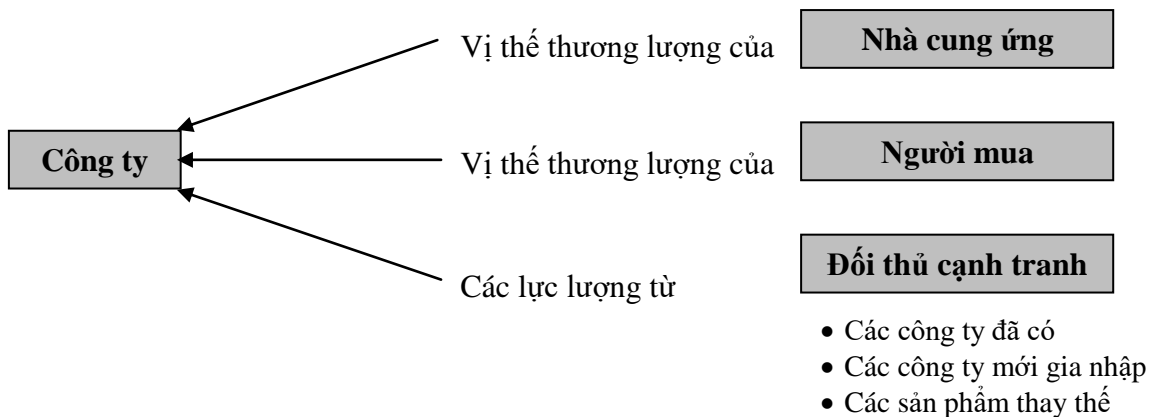 Vị thế thương lượng của Nhà cung ứng
Công ty
Vị thế thương lượng của Người mua
Các lực lượng từ Đối thủ cạnh tranh
• Các công ty đã có
• Các công ty mới gia nhập
• Các sản phẩm thay thế